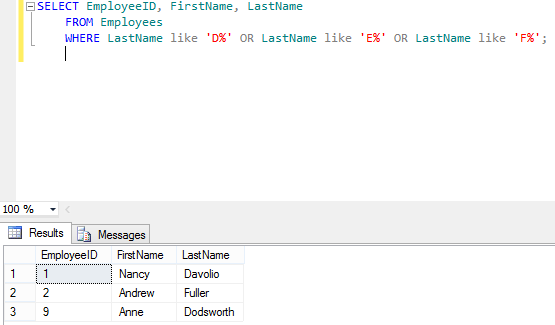 SELECT EmployeeID, FirstName, LastName
FROM Employees
WHERE LastName like 'D%' OR LastName like 'E%' OR LastName like 'F%';
100 %
Results Messages
EmployeeID FirstName LastName
1 1 Nancy Davolio
2 2 Andrew Fuller
3 9 Anne Dodsworth